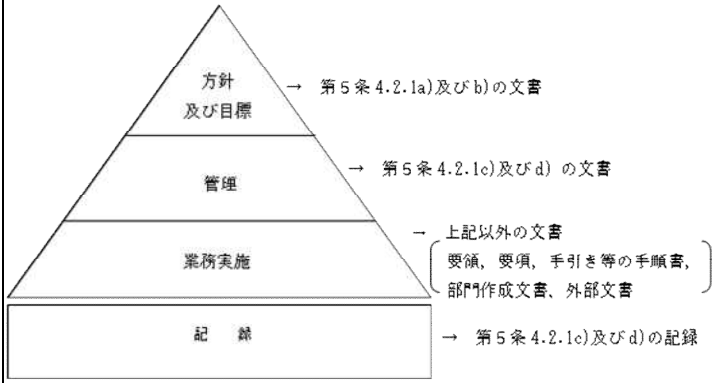 方針
及び目標
→ 第5条4.2.1a)及びb)の文書
管理
→ 第5条4.2.1c)及びd) の文書
業務実施
→ 上記以外の文書
要領, 要項, 手引き等の手順書,
部門作成文書、外部文書
記 録
→ 第5条4.2.1c)及びd)の記録